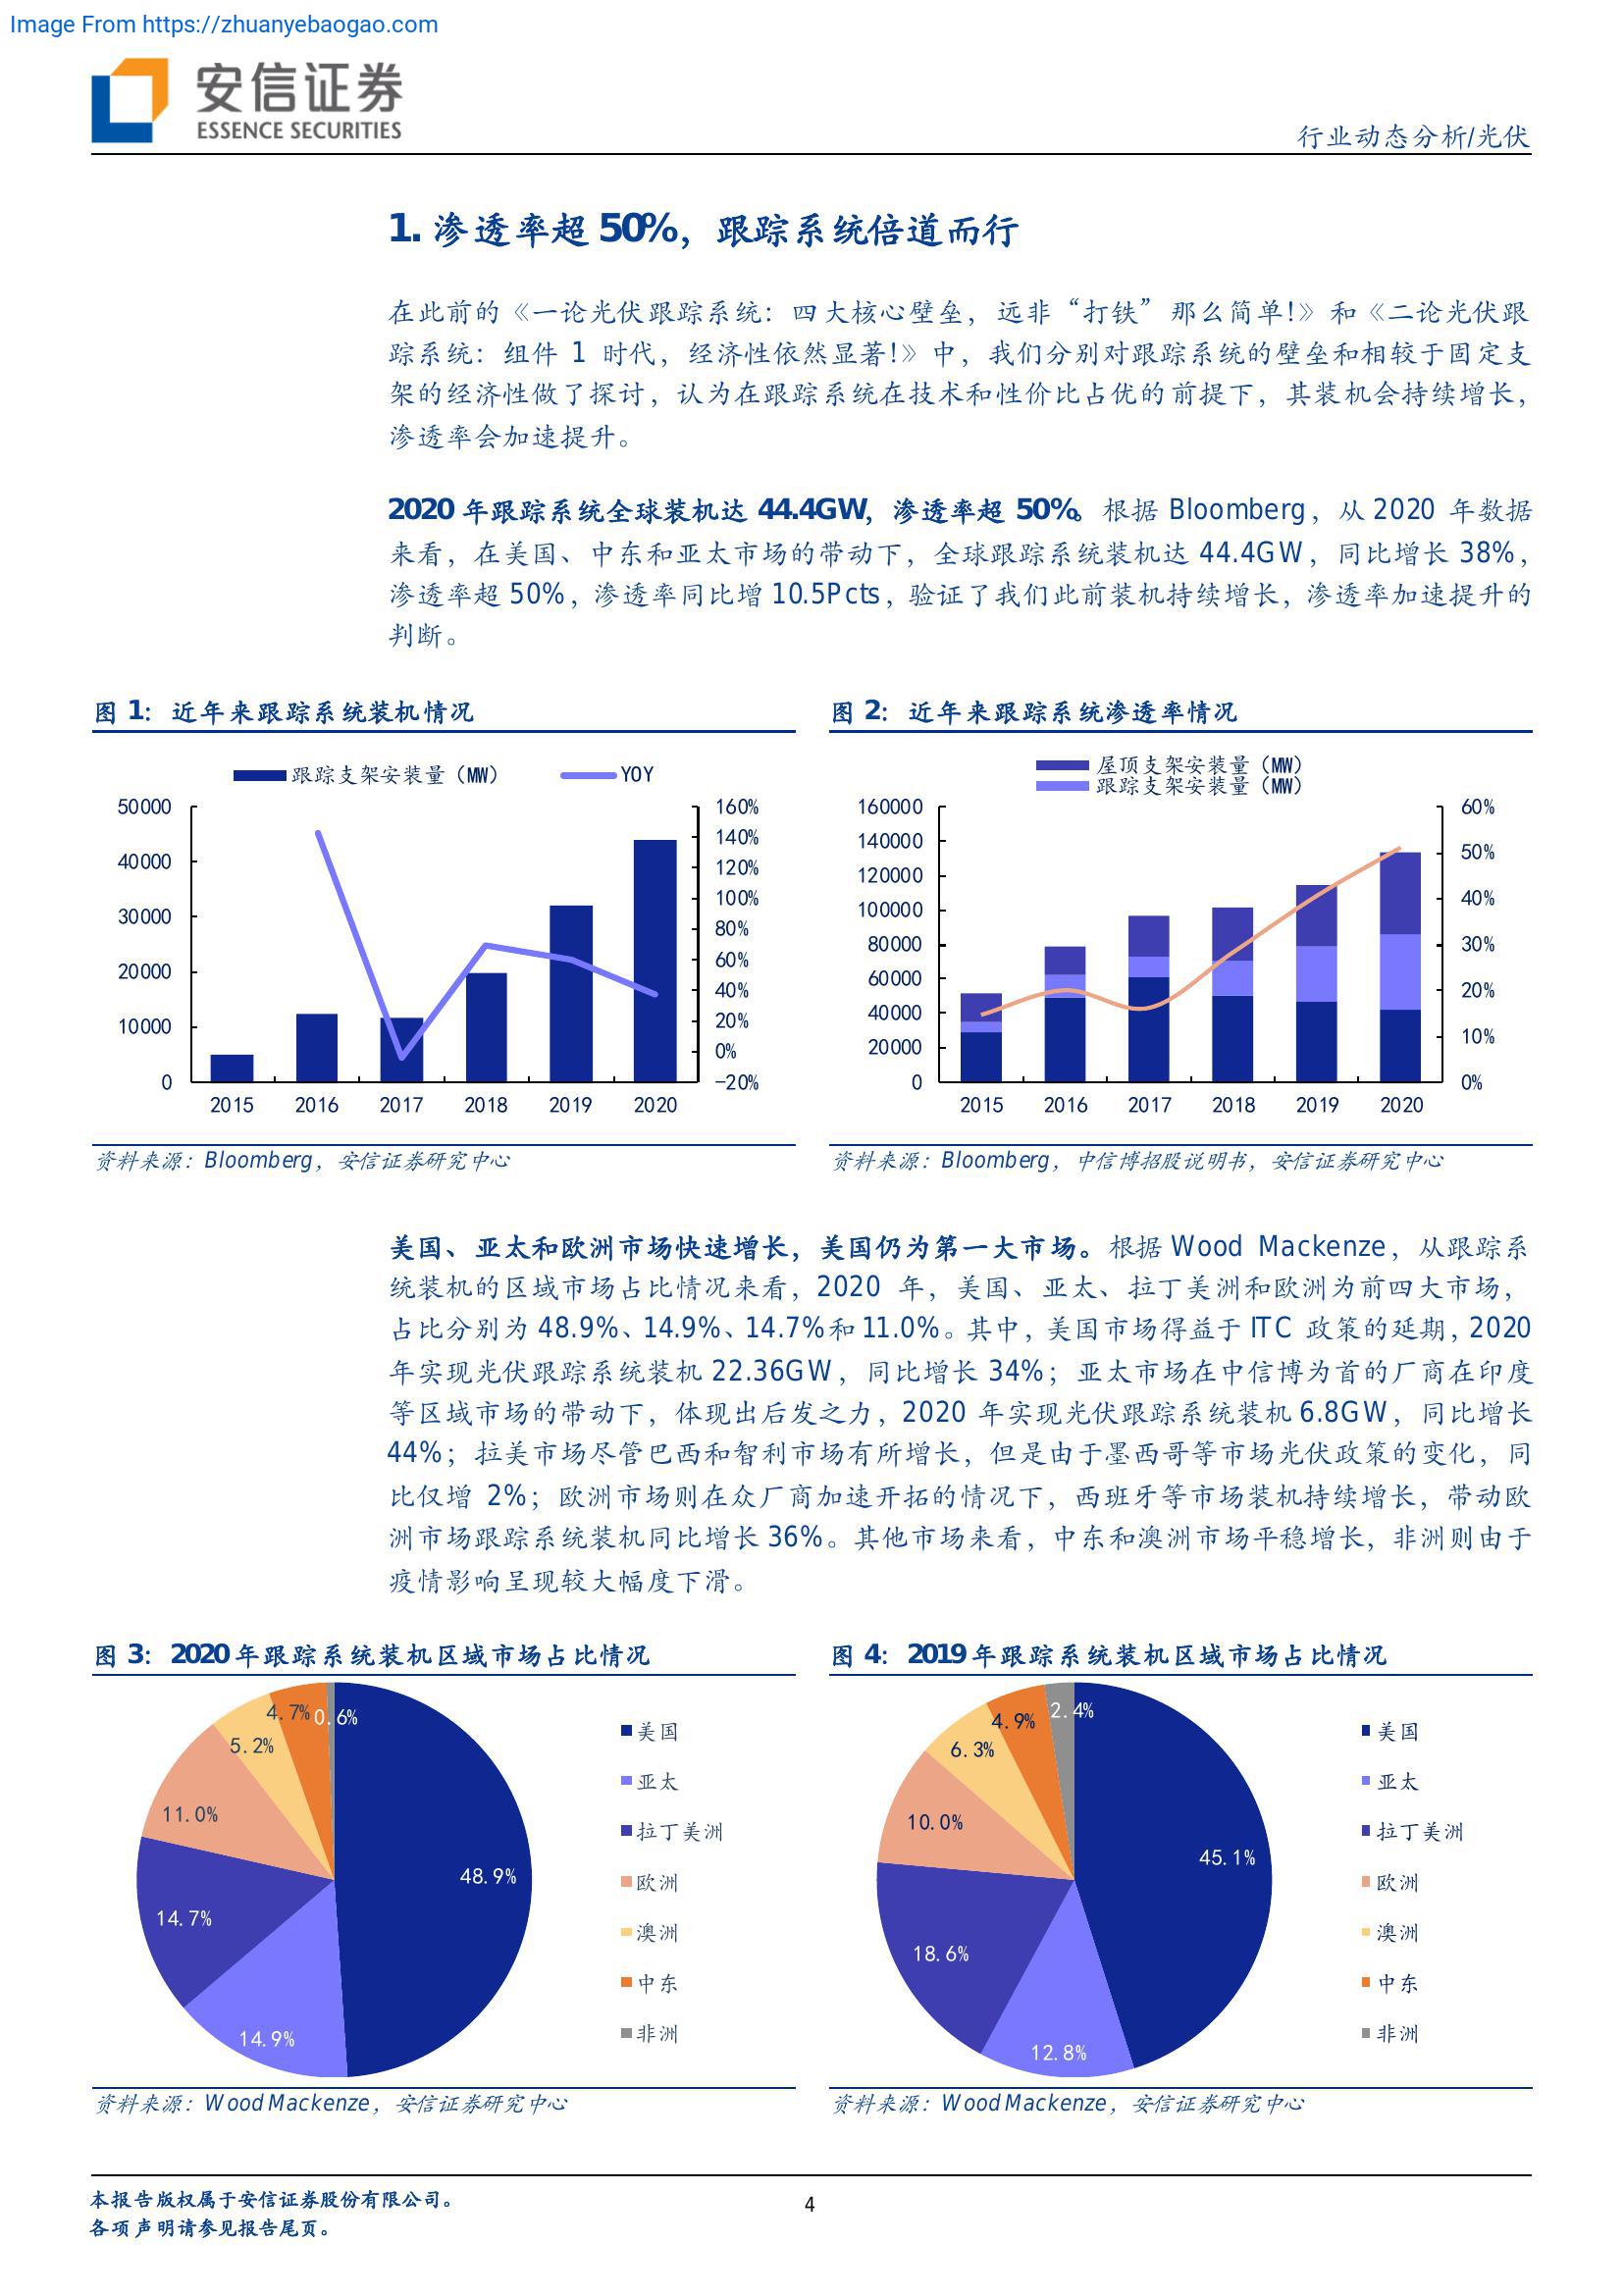 Image From https://zhuanyebaogao.com
安信证券
ESSENCE SECURITIES
行业动态分析/光伏
1. 渗透率超 50%，跟踪系统倍道而行
在此前的《一论光伏跟踪系统：四大核心壁垒，远非“打铁”那么简单!》和《二论光伏跟
踪系统：组件 1 时代，经济性依然显著!》中，我们分别对跟踪系统的壁垒和相较于固定支
架的经济性做了探讨，认为在跟踪系统在技术和性价比占优的前提下，其装机会持续增长，
渗透率会加速提升。
2020 年跟踪系统全球装机达 44.4GW，渗透率超 50%。根据 Bloomberg，从 2020 年数据
来看，在美国、中东和亚太市场的带动下，全球跟踪系统装机达 44.4GW，同比增长 38%，
渗透率超 50%，渗透率同比增 10.5Pcts，验证了我们此前装机持续增长，渗透率加速提升的
判断。
图 1：近年来跟踪系统装机情况
跟踪支架安装量（MW） YOY
50000
40000
30000
20000
10000
0
160%
140%
120%
100%
80%
60%
40%
20%
0%
-20%
2015 2016 2017 2018 2019 2020
资料来源：Bloomberg，安信证券研究中心
图 2：近年来跟踪系统渗透率情况
屋顶支架安装量（MW）
跟踪支架安装量（MW）
160000
140000
120000
100000
80000
60000
40000
20000
0
60%
50%
40%
30%
20%
10%
0%
2015 2016 2017 2018 2019 2020
资料来源：Bloomberg，中信博招股说明书，安信证券研究中心
美国、亚太和欧洲市场快速增长，美国仍为第一大市场。根据 Wood Mackenze，从跟踪系
统装机的区域市场占比情况来看，2020 年，美国、亚太、拉丁美洲和欧洲为前四大市场，
占比分别为 48.9%、14.9%、14.7%和 11.0%。其中，美国市场得益于 ITC 政策的延期，2020
年实现光伏跟踪系统装机 22.36GW，同比增长 34%；亚太市场在中信博为首的厂商在印度
等区域市场的带动下，体现出后发之力，2020 年实现光伏跟踪系统装机 6.8GW，同比增长
44%；拉美市场尽管巴西和智利市场有所增长，但是由于墨西哥等市场光伏政策的变化，同
比仅增 2%；欧洲市场则在众厂商加速开拓的情况下，西班牙等市场装机持续增长，带动欧
洲市场跟踪系统装机同比增长 36%。其他市场来看，中东和澳洲市场平稳增长，非洲则由于
疫情影响呈现较大幅度下滑。
图 3：2020 年跟踪系统装机区域市场占比情况
4.7%
0.6%
5.2%
11.0%
48.9%
14.7%
14.9%
美国
亚太
拉丁美洲
欧洲
澳洲
中东
非洲
资料来源：Wood Mackenze，安信证券研究中心
图 4：2019 年跟踪系统装机区域市场占比情况
2.4%
4.9%
6.3%
10.0%
45.1%
18.6%
12.8%
美国
亚太
拉丁美洲
欧洲
澳洲
中东
非洲
资料来源：Wood Mackenze，安信证券研究中心
本报告版权属于安信证券股份有限公司。
各项声明请参见报告尾页。
4